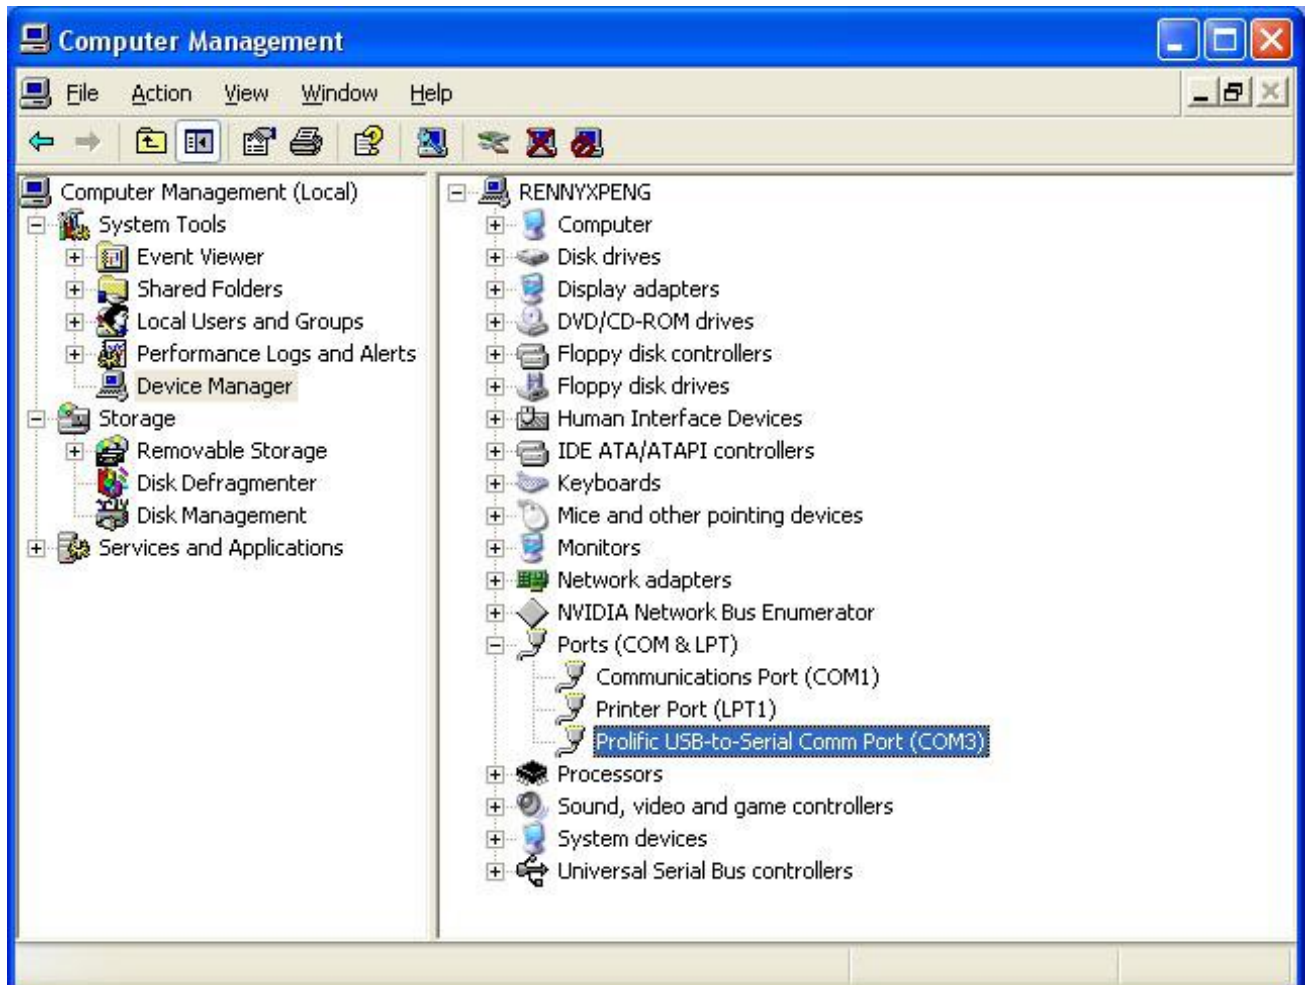 Computer Management
File Action View Window Help
Computer Management (Local)
System Tools
Event Viewer
Shared Folders
Local Users and Groups
Performance Logs and Alerts
Device Manager
Storage
Removable Storage
Disk Defragmenter
Disk Management
Services and Applications
RENNYXPENG
Computer
Disk drives
Display adapters
DVD/CD-ROM drives
Floppy disk controllers
Floppy disk drives
Human Interface Devices
IDE ATA/ATAPI controllers
Keyboards
Mice and other pointing devices
Monitors
Network adapters
NVIDIA Network Bus Enumerator
Ports (COM & LPT)
Communications Port (COM1)
Printer Port (LPT1)
Prolific USB-to-Serial Comm Port (COM3)
Processors
Sound, video and game controllers
System devices
Universal Serial Bus controllers